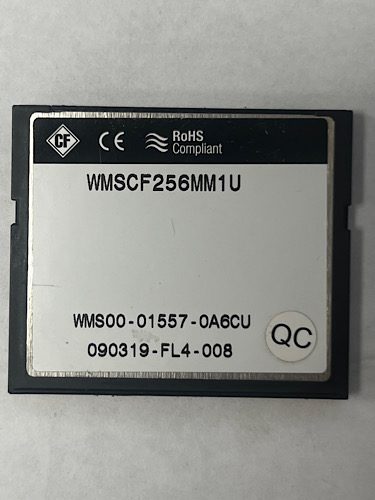 CF CE RoHS
Compliant
WMSCF256MM1U
WMS00-01557-0A6CU
090319-FL4-008
QC